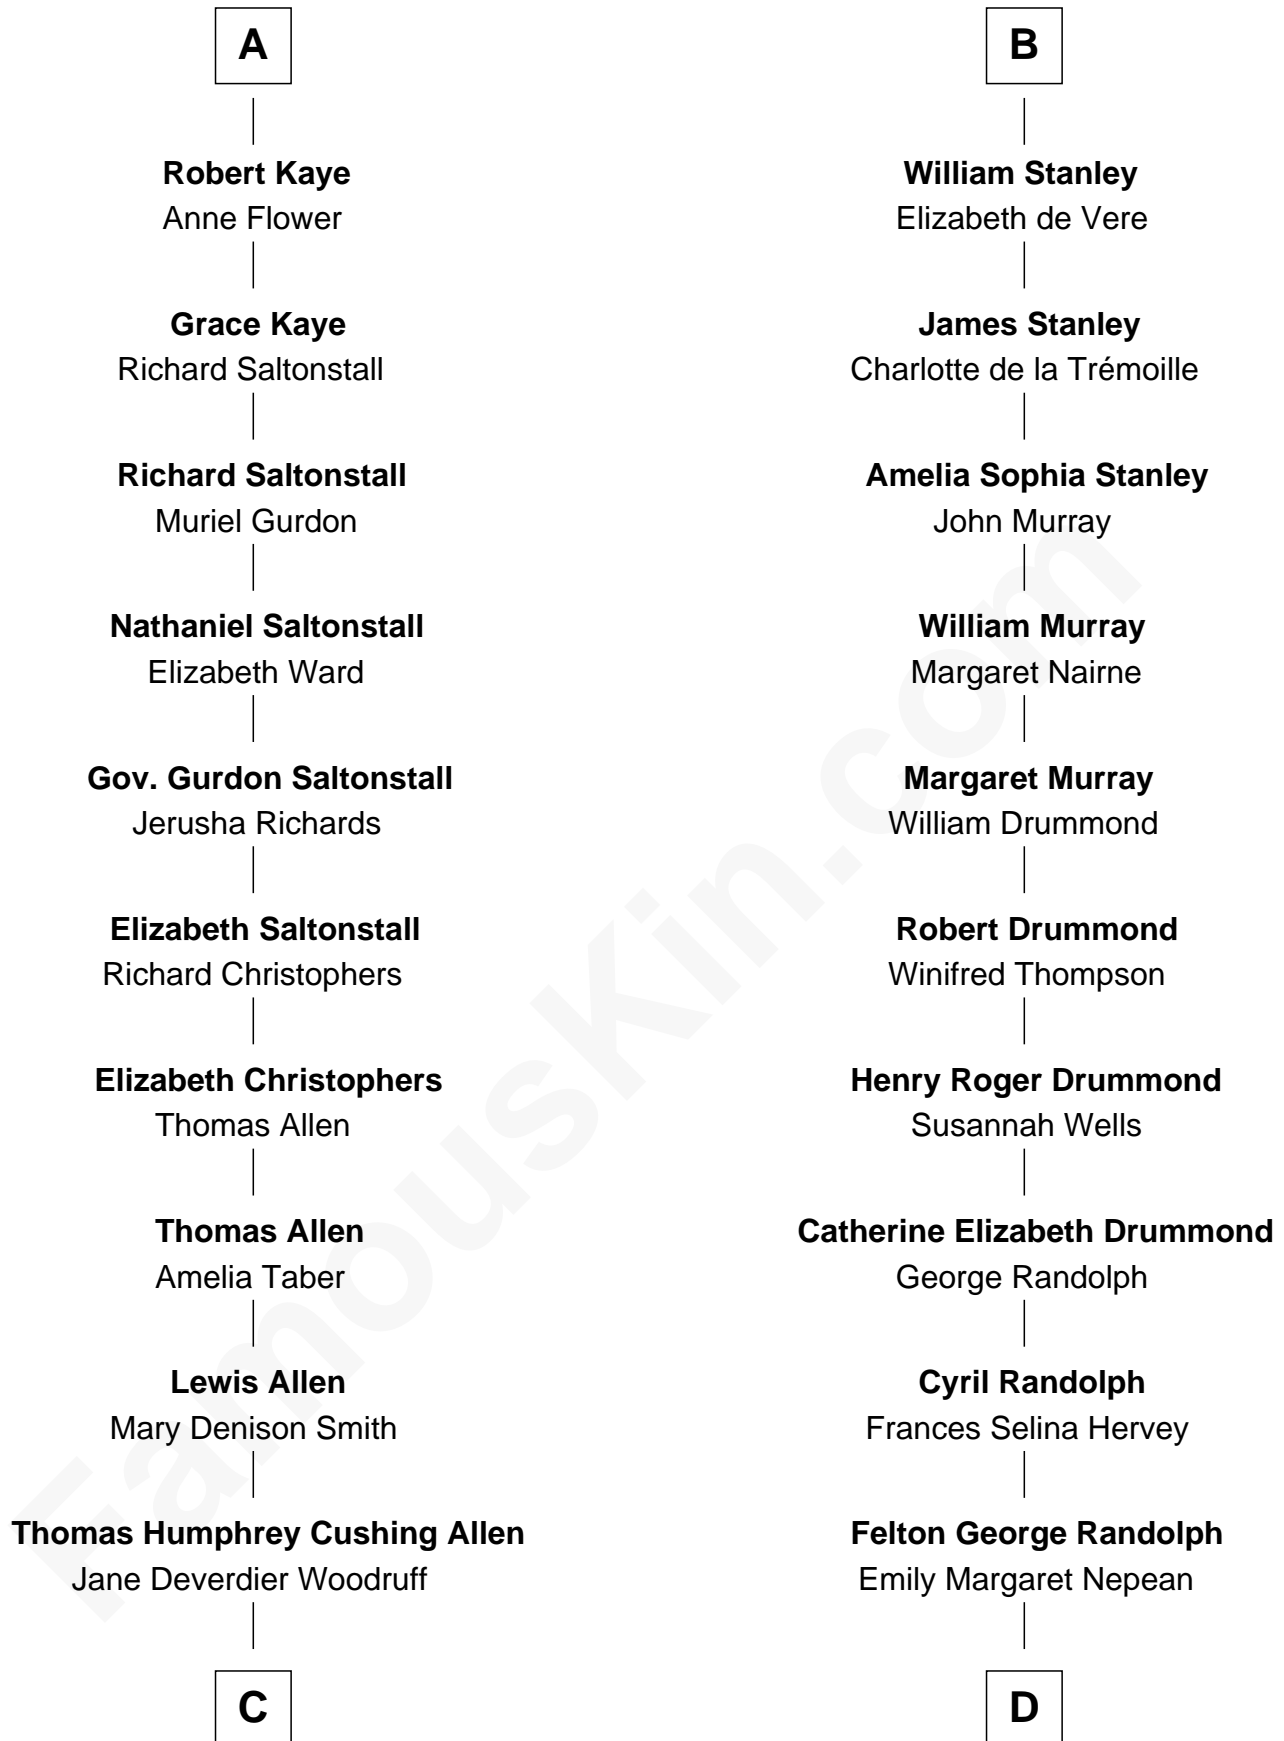 A
Robert Kaye
Anne Flower
Grace Kaye
Richard Saltonstall
Richard Saltonstall
Muriel Gurdon
Nathaniel Saltonstall
Elizabeth Ward
Gov. Gurdon Saltonstall
Jerusha Richards
Elizabeth Saltonstall
Richard Christophers
Elizabeth Christophers
Thomas Allen
Thomas Allen
Amelia Taber
Lewis Allen
Mary Denison Smith
Thomas Humphrey Cushing Allen
Jane Deverdier Woodruff
C
B
William Stanley
Elizabeth de Vere
James Stanley
Charlotte de la Trémoille
Amelia Sophia Stanley
John Murray
William Murray
Margaret Nairne
Margaret Murray
William Drummond
Robert Drummond
Winifred Thompson
Henry Roger Drummond
Susannah Wells
Catherine Elizabeth Drummond
George Randolph
Cyril Randolph
Frances Selina Hervey
Felton George Randolph
Emily Margaret Nepean
D
FamousKin.com